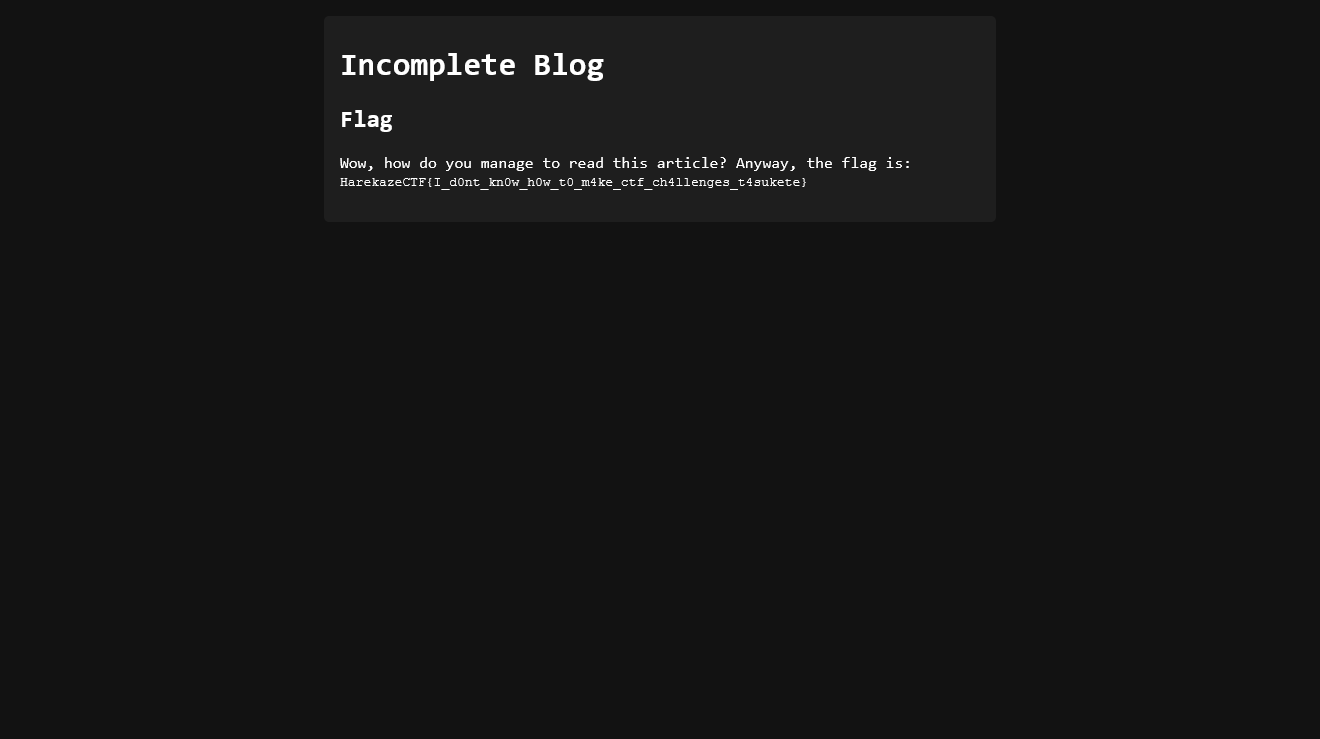 Incomplete Blog
Flag
Wow, how do you manage to read this article? Anyway, the flag is:
HarekazeCTF{I_d0nt_kn0w_h0w_t0_m4ke_ctf_ch4llenges_t4sukete}